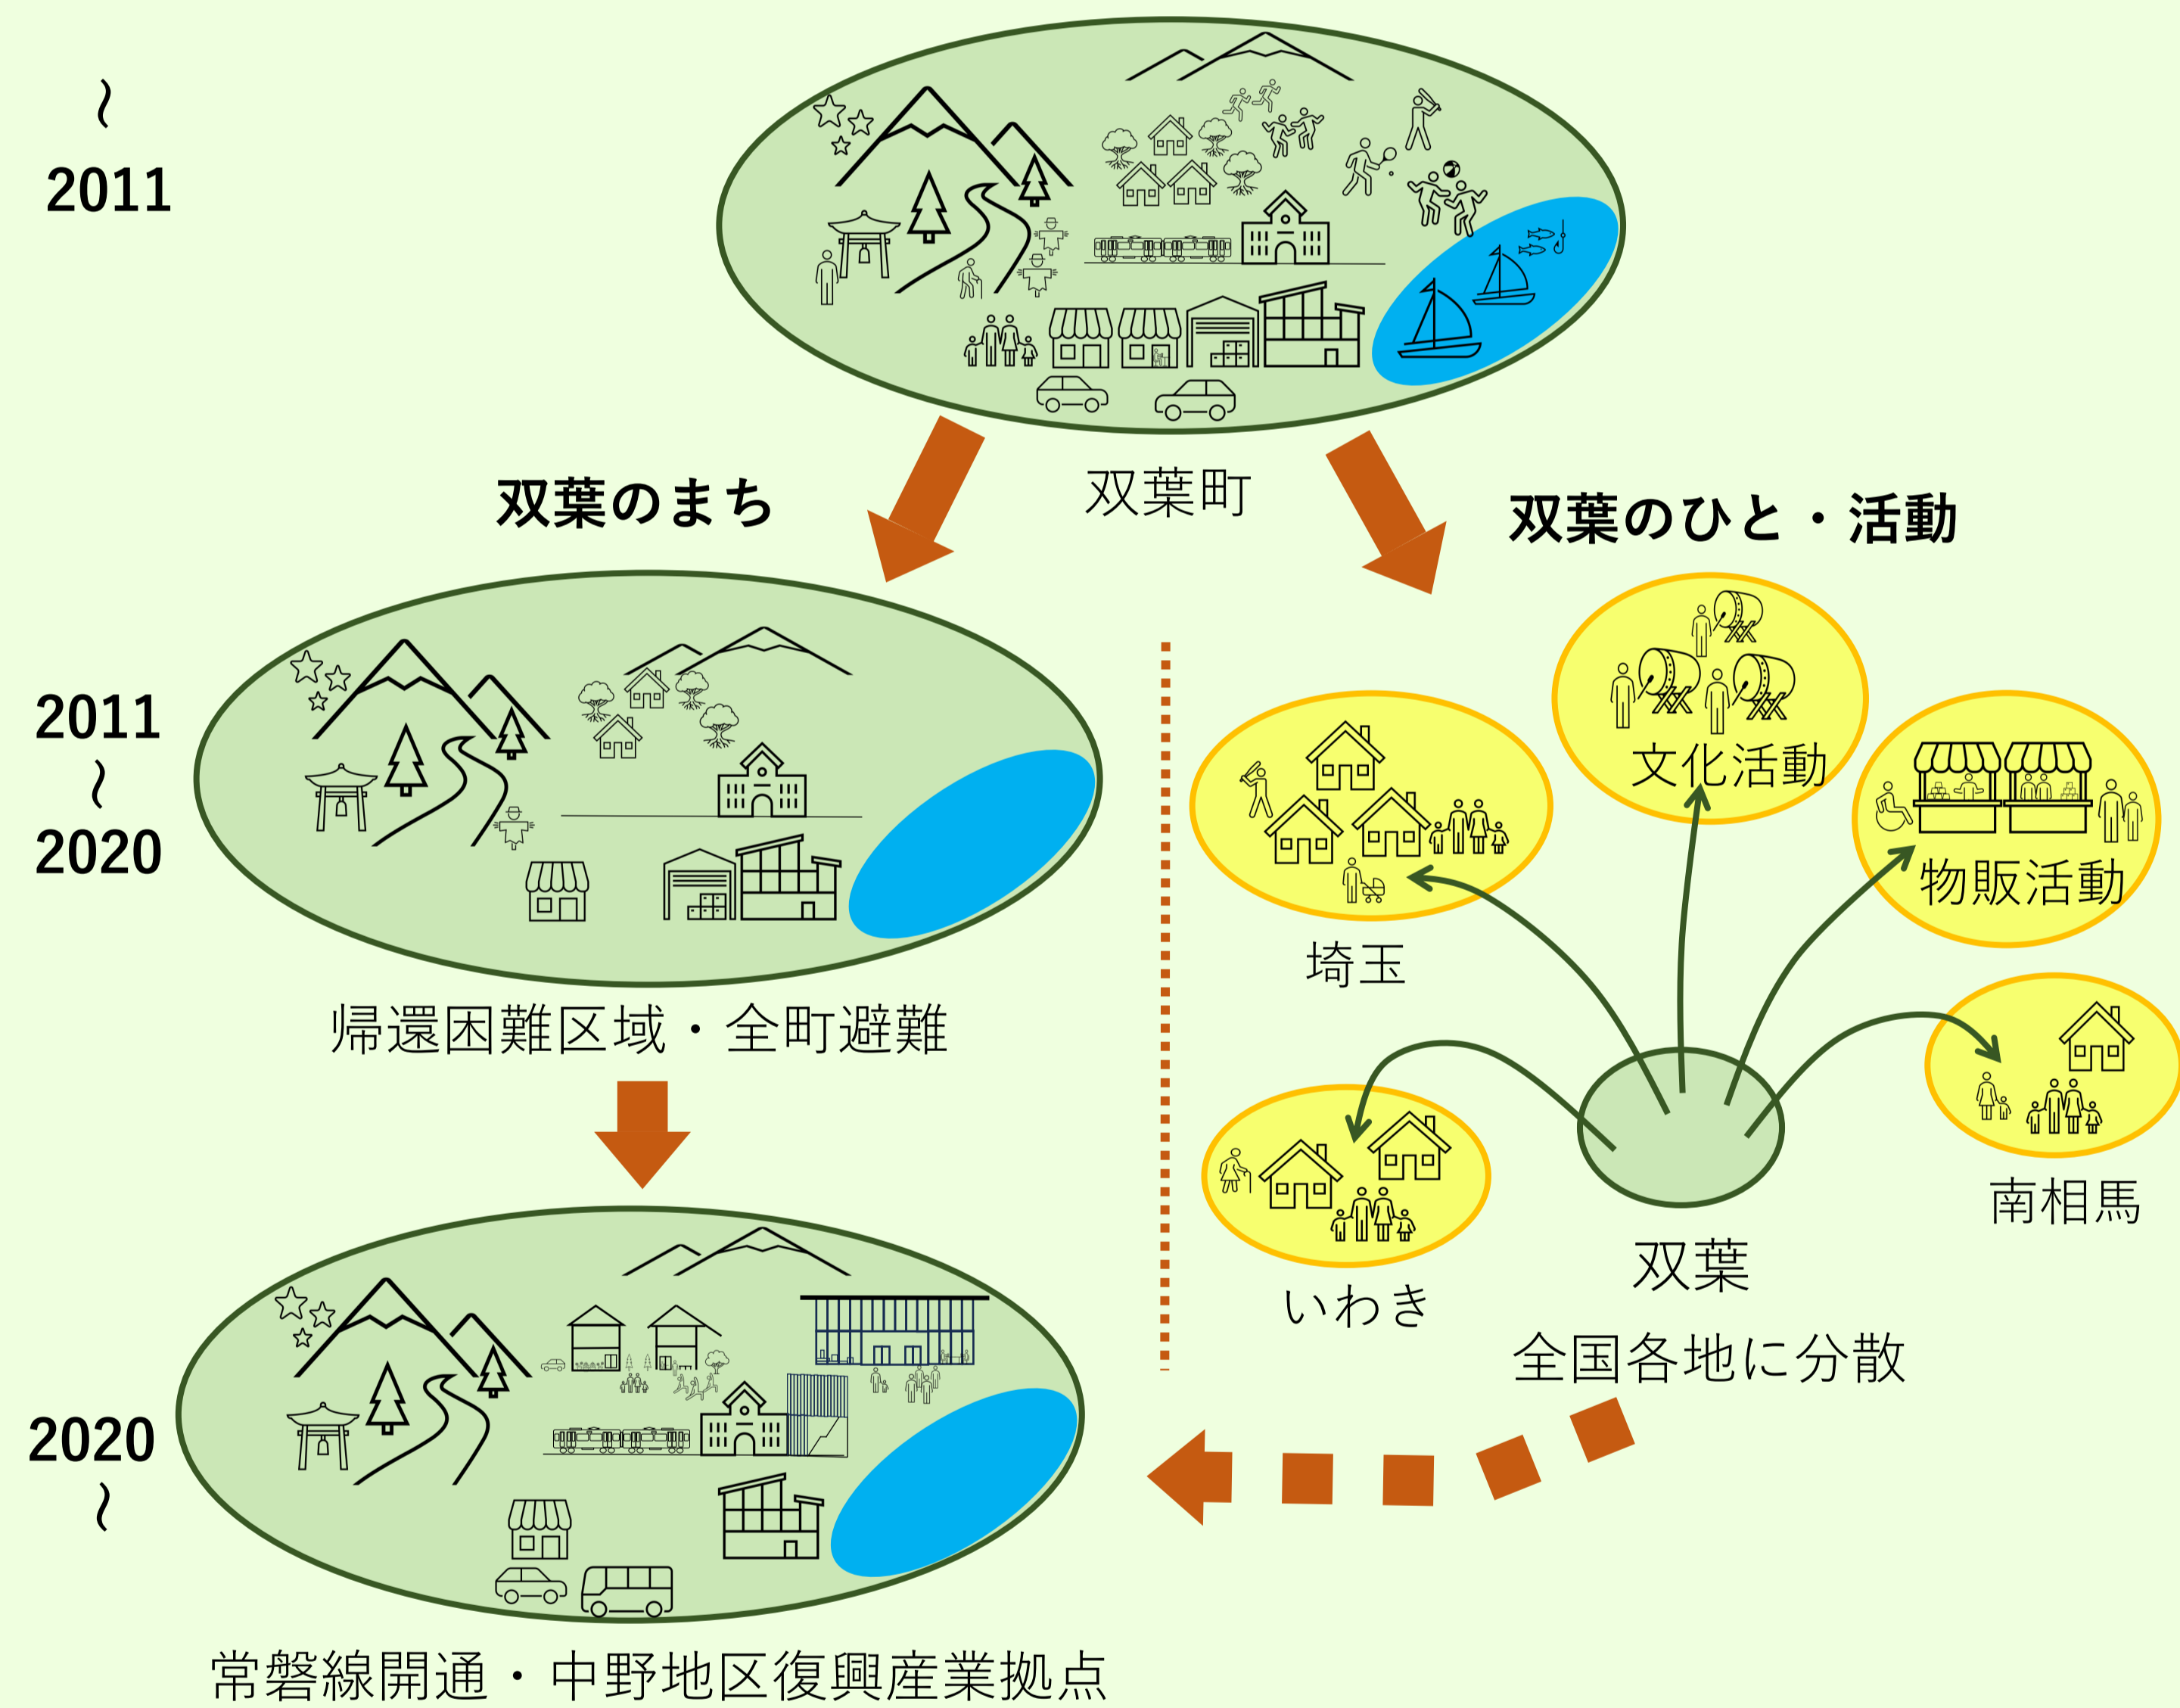 ～
2011
双葉町
双葉のまち
双葉のひと・活動
2011
～
2020
文化活動
物販活動
埼玉
帰還困難区域・全町避難
南相馬
双葉
いわき
全国各地に分散
2020
～
常磐線開通・中野地区復興産業拠点